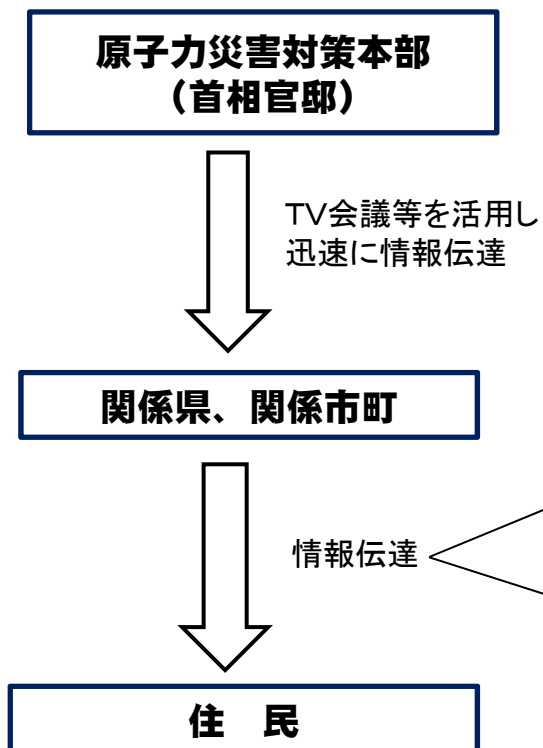 原子力災害対策本部
（首相官邸）
TV会議等を活用し
迅速に情報伝達
関係県、関係市町
情報伝達
住　民